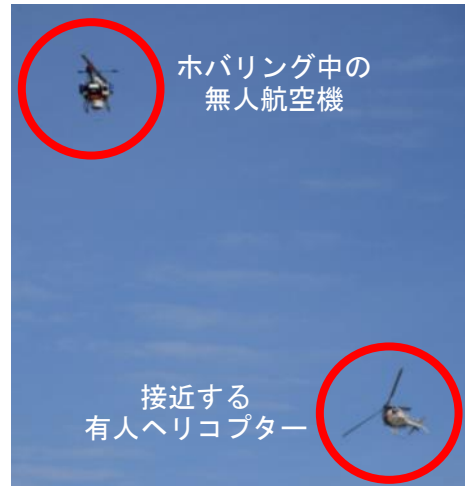 ホバリング中の
無人航空機
接近する
有人ヘリコプター